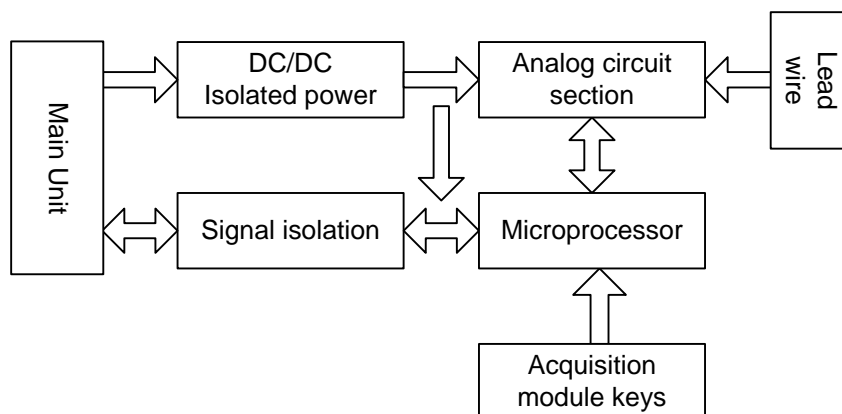 Main Unit
DC/DC
Isolated power
Analog circuit
section
Lead
wire
Signal isolation
Microprocessor
Acquisition
module keys